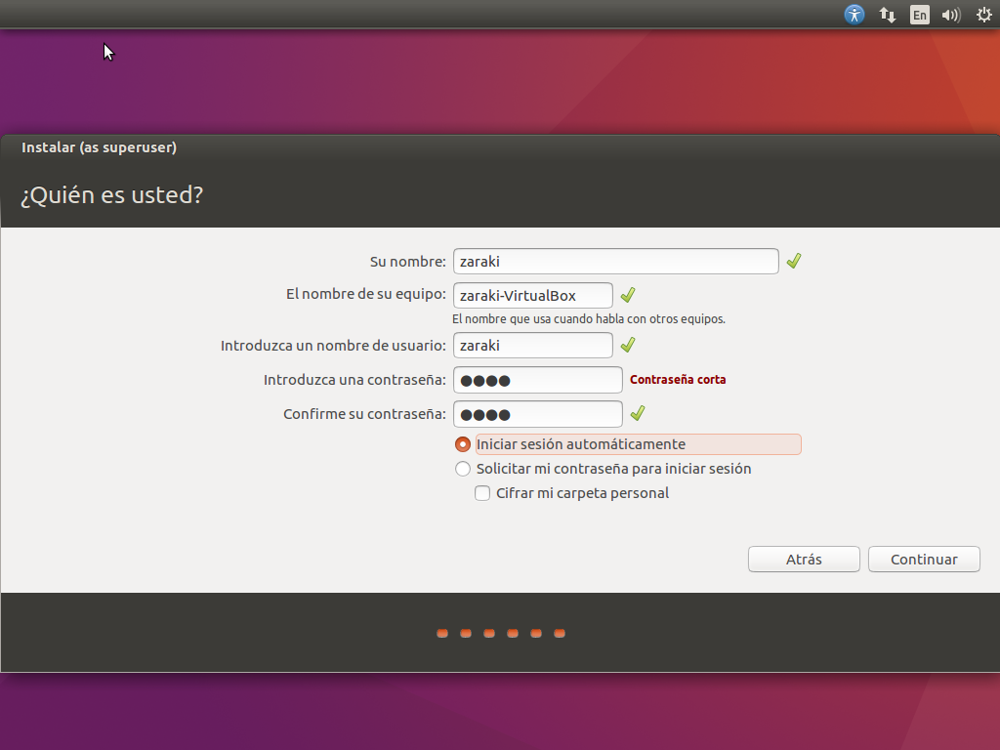 En
Instalar (as superuser)
¿Quién es usted?
Su nombre: zaraki
El nombre de su equipo: zaraki-VirtualBox
El nombre que usa cuando habla con otros equipos.
Introduzca un nombre de usuario: zaraki
Introduzca una contraseña: ●●●● Contraseña corta
Confirme su contraseña: ●●●●
Iniciar sesión automáticamente
Solicitar mi contraseña para iniciar sesión
Cifrar mi carpeta personal
Atrás Continuar